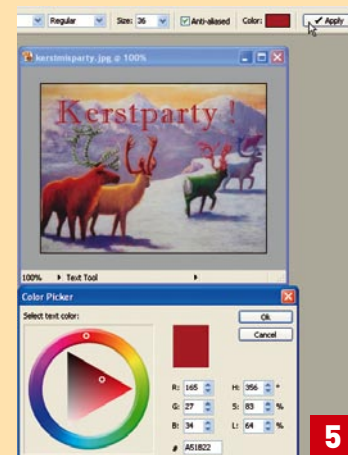 Regular Size: 36 Anti-aliased Color: Apply
kerstmisparty.jpg @ 100%
Kerstparty !
100% Text Tool
Color Picker
Select text color:
Ok
Cancel
R: 165 H: 356 °
G: 27 S: 83 %
B: 34 L: 64 %
# A51B22
5